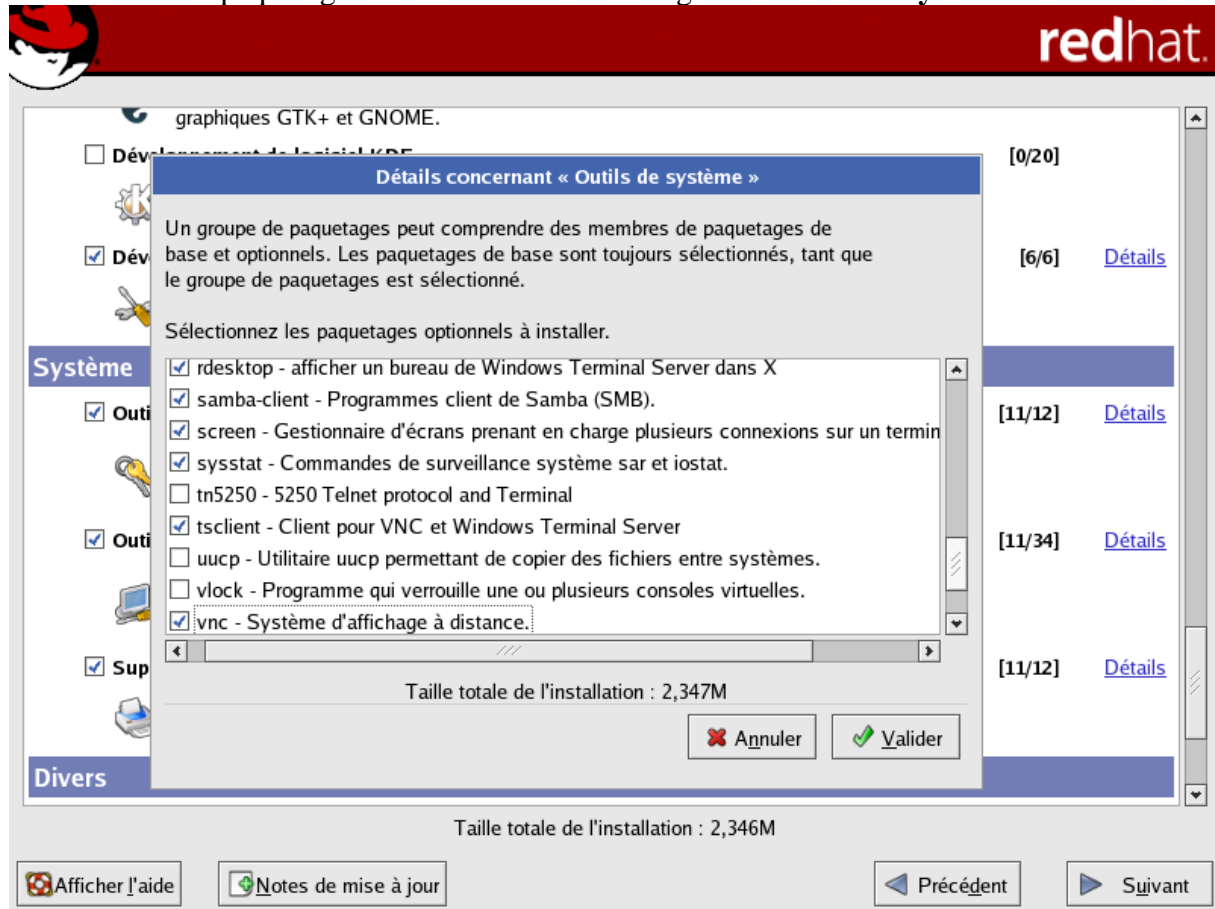 redhat.
graphiques GTK+ et GNOME.
[0/20]
Détails concernant « Outils de système »
Un groupe de paquetages peut comprendre des membres de paquetages de
base et optionnels. Les paquetages de base sont toujours sélectionnés, tant que
le groupe de paquetages est sélectionné.
Sélectionnez les paquetages optionnels à installer.
Dév
[6/6] Détails
Système
rdesktop - afficher un bureau de Windows Terminal Server dans X
samba-client - Programmes client de Samba (SMB).
screen - Gestionnaire d'écrans prenant en charge plusieurs connexions sur un termin
sysstat - Commandes de surveillance système sar et iostat.
tn5250 - 5250 Telnet protocol and Terminal
tsclient - Client pour VNC et Windows Terminal Server
uucp - Utilitaire uucp permettant de copier des fichiers entre systèmes.
vlock - Programme qui verrouille une ou plusieurs consoles virtuelles.
vnc - Système d'affichage à distance.
Outi
[11/12] Détails
Outi
[11/34] Détails
Sup
[11/12] Détails
Taille totale de l'installation : 2,347M
Annuler Valider
Divers
Taille totale de l'installation : 2,346M
Afficher l'aide Notes de mise à jour Précédent Suivant